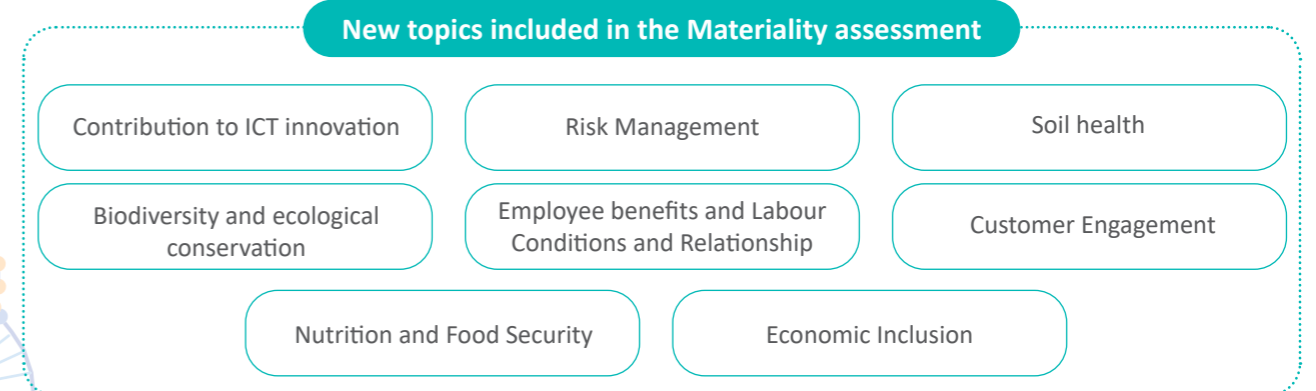 New topics included in the Materiality assessment
Contribution to ICT innovation
Risk Management
Soil health
Biodiversity and ecological
conservation
Employee benefits and Labour
Conditions and Relationship
Customer Engagement
Nutrition and Food Security
Economic Inclusion